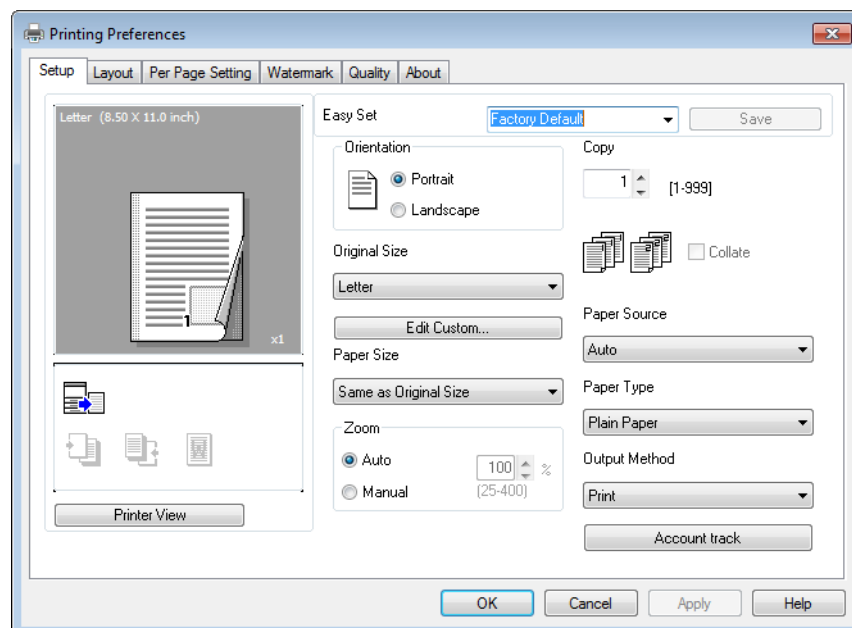 Printing Preferences
Setup Layout Per Page Setting Watermark Quality About
Letter (8.50 X 11.0 inch)
1
x1
Printer View
Easy Set Factory Default Save
Orientation
Portrait
Landscape
Original Size
Letter
Edit Custom...
Paper Size
Same as Original Size
Zoom
Auto
100 %
Manual
(25-400)
Copy
1 [1-999]
Collate
Paper Source
Auto
Paper Type
Plain Paper
Output Method
Print
Account track
OK Cancel Apply Help